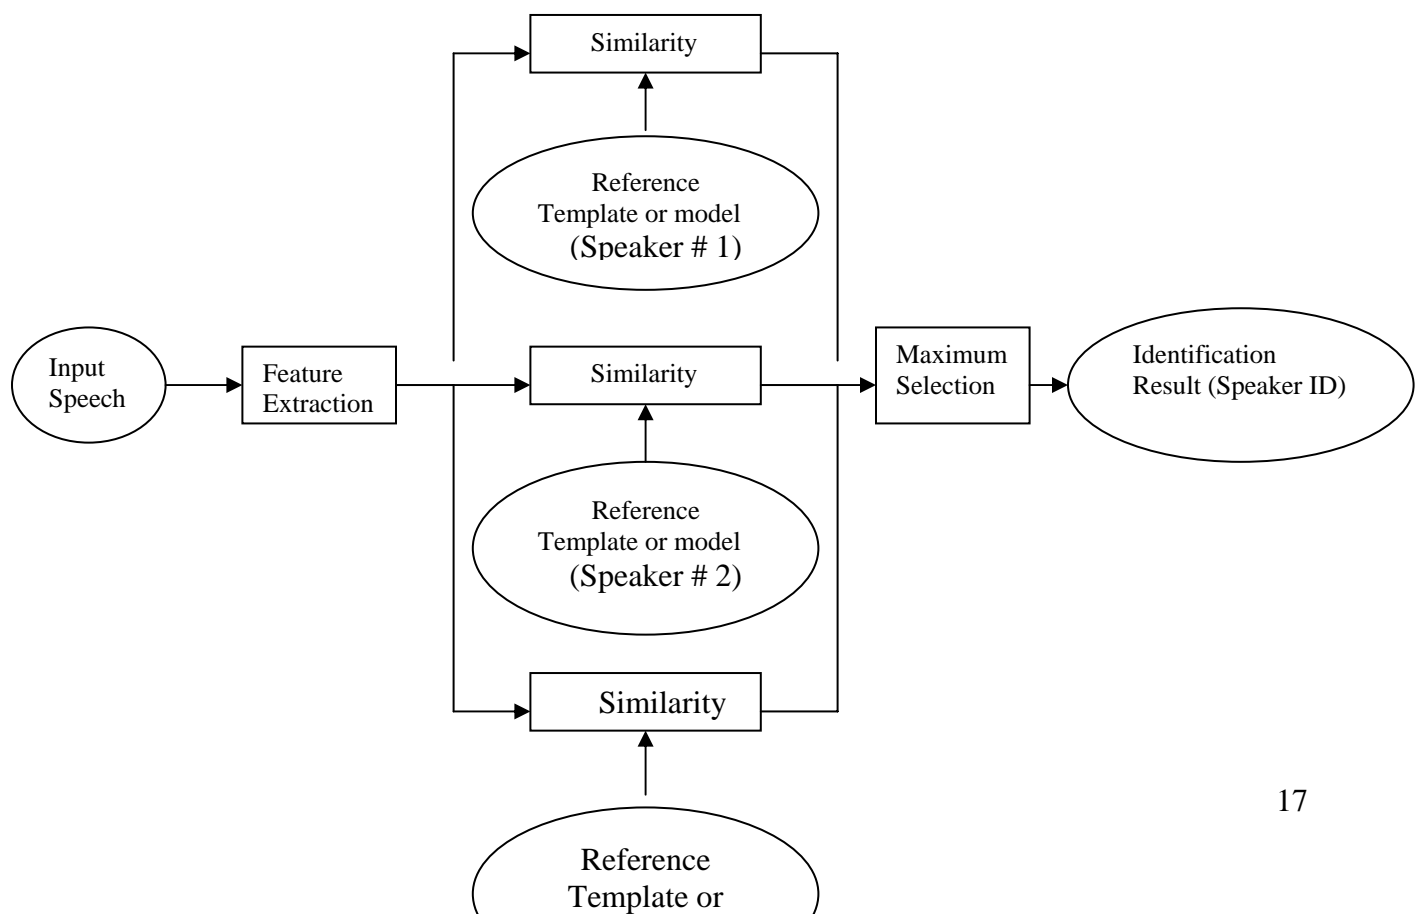 Similarity
Reference
Template or model
(Speaker # 1)
Input
Speech
Feature
Extraction
Similarity
Maximum
Selection
Identification
Result (Speaker ID)
Reference
Template or model
(Speaker # 2)
Similarity
17
Reference
Template or